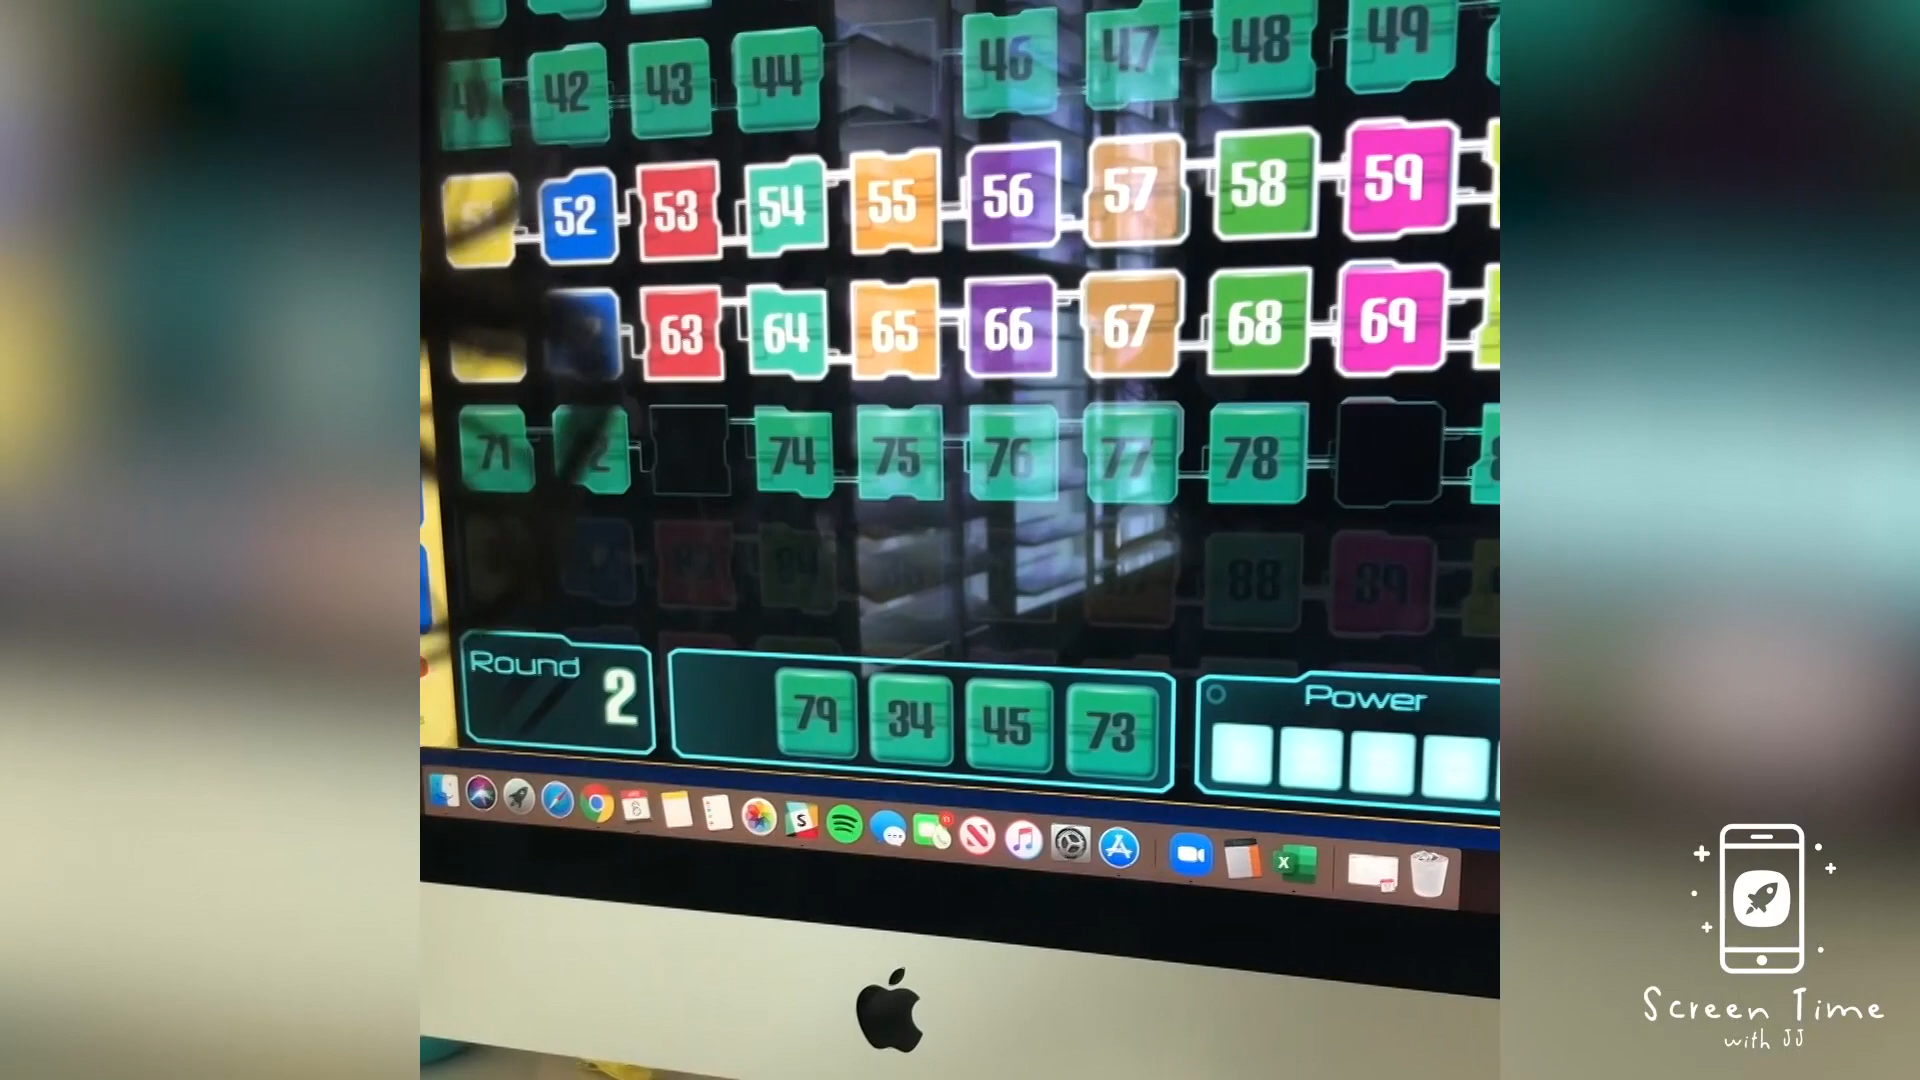 42 43 44 46 47 48 49
52 53 54 55 56 57 58 59
63 64 65 66 67 68 69
71 74 75 76 77 78
88 89
Round
2
79 34 45 73
Power
Screen Time
with JJ